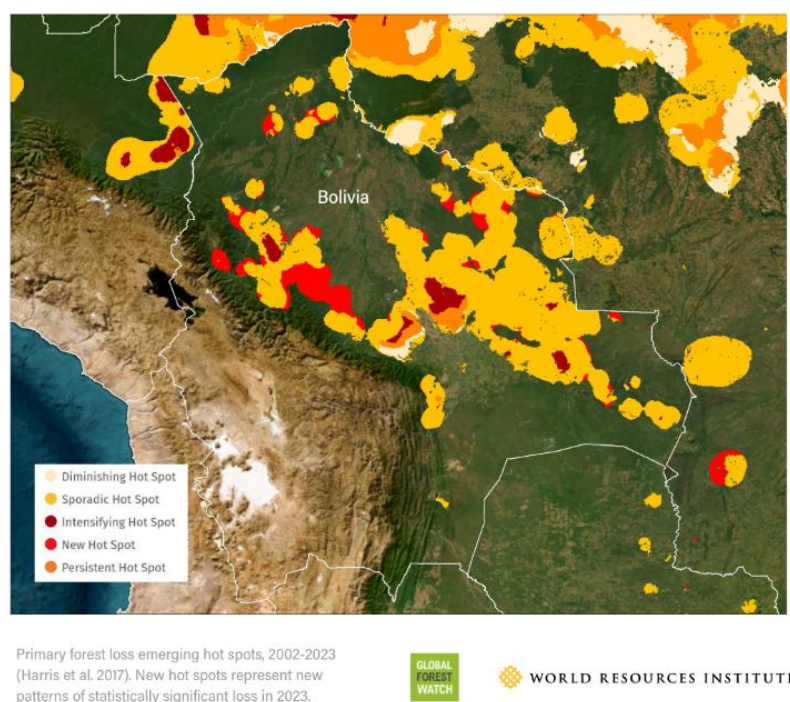 Bolivia
Diminishing Hot Spot
Sporadic Hot Spot
Intensifying Hot Spot
New Hot Spot
Persistent Hot Spot
Primary forest loss emerging hot spots, 2002-2023
(Harris et al. 2017). New hot spots represent new
patterns of statistically significant loss in 2023.
GLOBAL
FOREST
WATCH
WORLD RESOURCES INSTITUTE